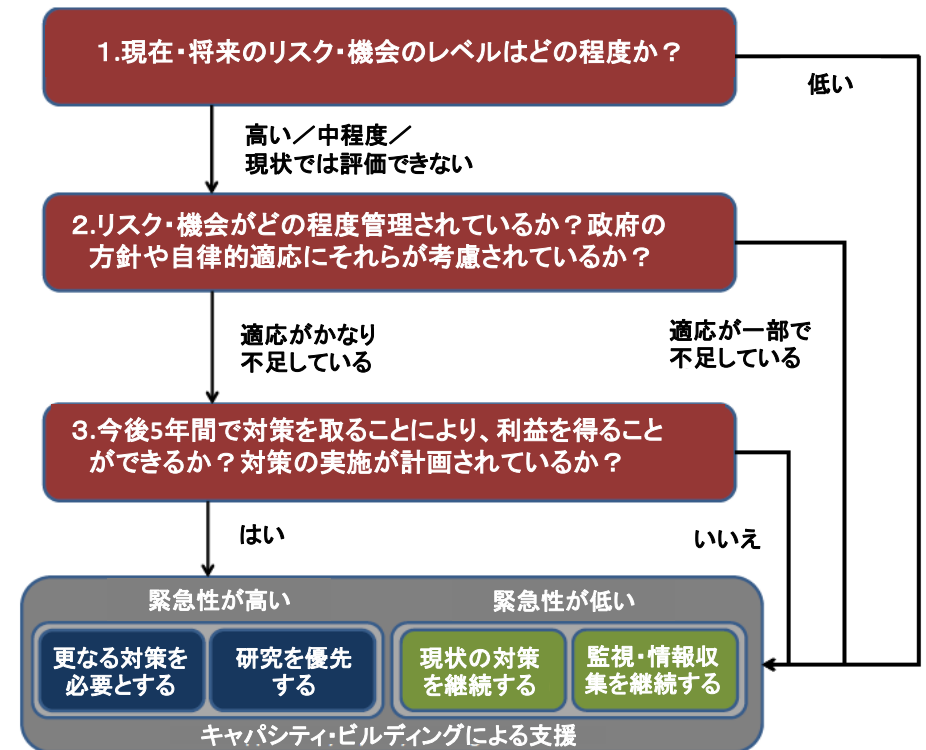 １.現在・将来のリスク・機会のレベルはどの程度か？
低い
高い／中程度／
現状では評価できない
２.リスク・機会がどの程度管理されているか？政府の
方針や自律的適応にそれらが考慮されているか？
適応がかなり
不足している
適応が一部で
不足している
３.今後5年間で対策を取ることにより、利益を得ること
ができるか？対策の実施が計画されているか？
はい
いいえ
緊急性が高い
緊急性が低い
更なる対策を
必要とする
研究を優先
する
現状の対策
を継続する
監視・情報収
集を継続する
キャパシティ・ビルディングによる支援